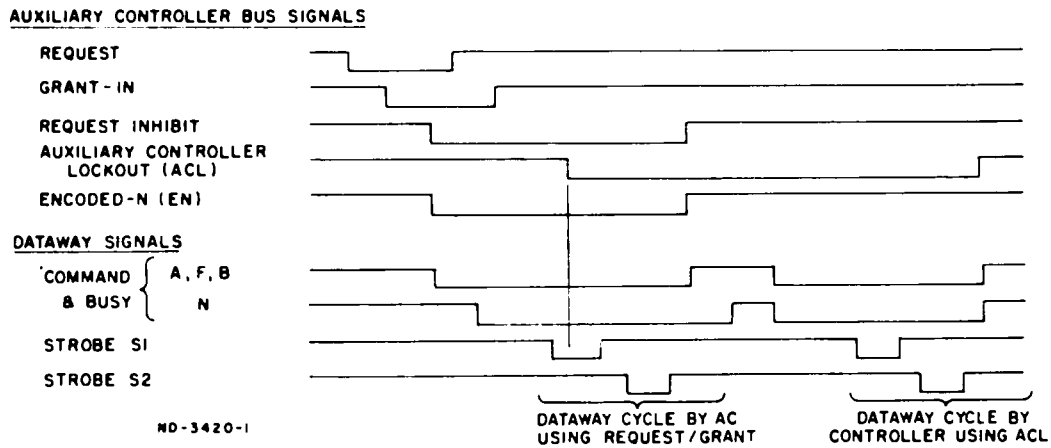 AUXILIARY CONTROLLER BUS SIGNALS
REQUEST
GRANT-IN
REQUEST INHIBIT
AUXILIARY CONTROLLER
LOCKOUT (ACL)
ENCODED-N (EN)
DATAWAY SIGNALS
COMMAND
& BUSY
A, F, B
N
STROBE S1
STROBE S2
ND-3420-1
DATAWAY CYCLE BY AC
USING REQUEST/GRANT
DATAWAY CYCLE BY
CONTROLLER USING ACL